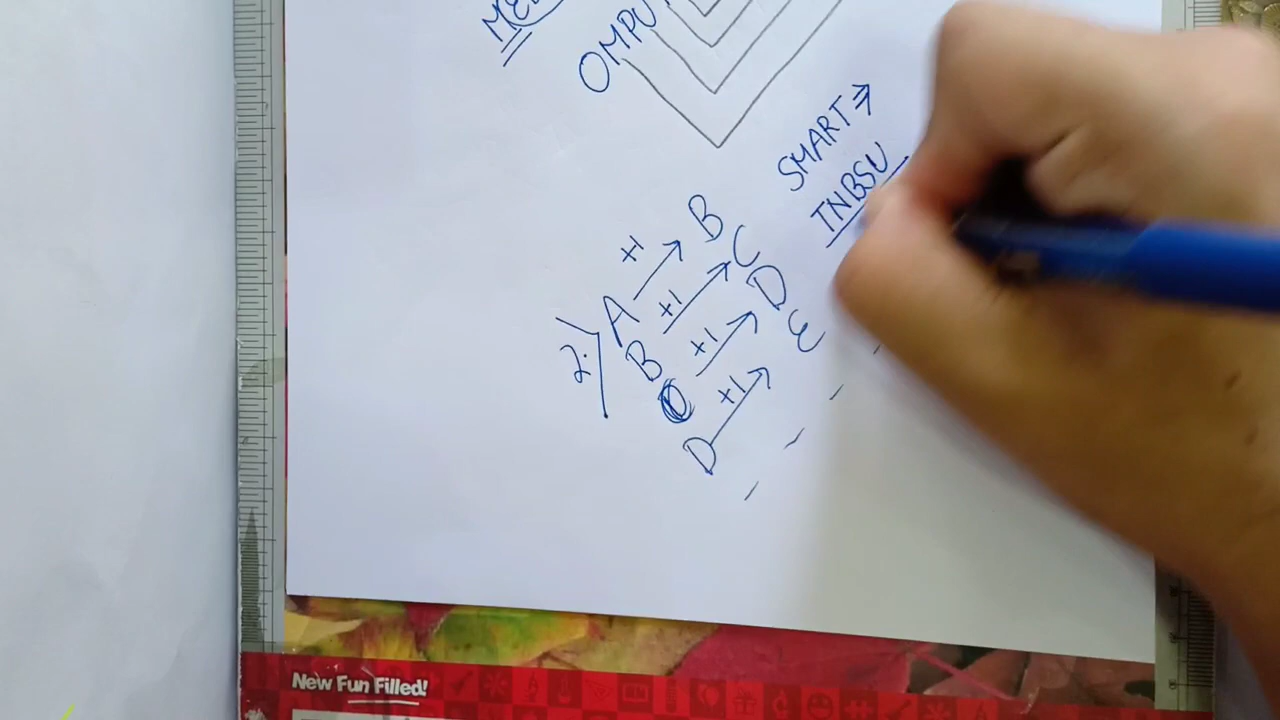 OMPU
SMART ⇒
TNBSU
2.) A +1 → B
B +1 → C
C +1 → D
D +1 → E
New Fun Filled!